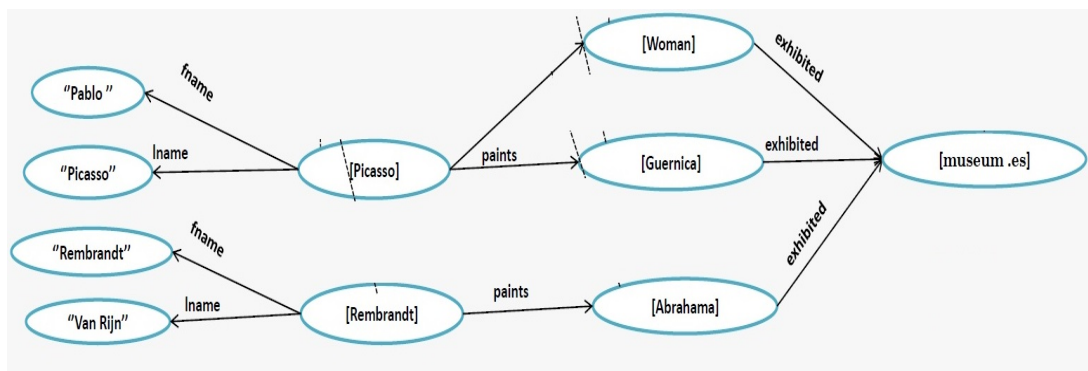 [Woman]
exhibited
fname
"Pablo "
lname
"Picasso"
[Picasso]
paints
[Guernica]
exhibited
[museum .es]
fname
"Rembrandt"
lname
"Van Rijn"
[Rembrandt]
paints
[Abrahama]
exhibited